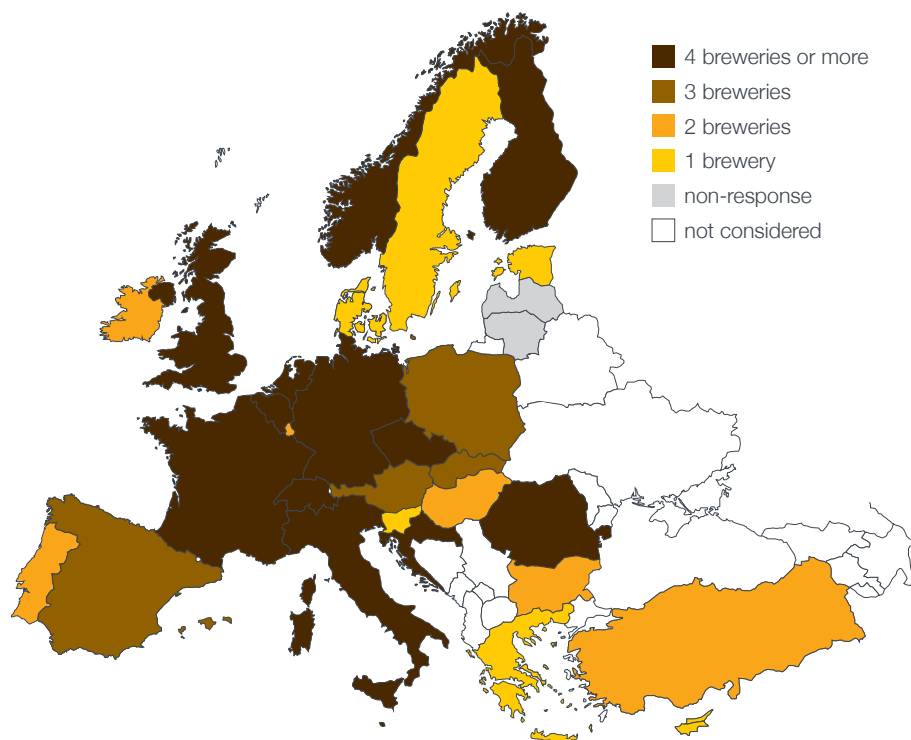 4 breweries or more
3 breweries
2 breweries
1 brewery
non-response
not considered